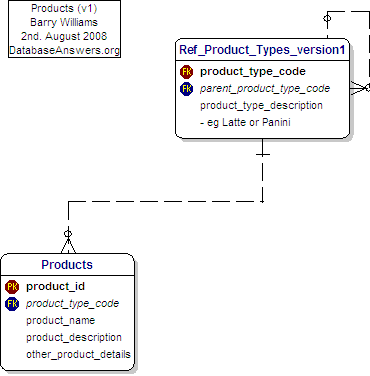 Products (v1)
Barry Williams
2nd. August 2008
DatabaseAnswers.org
Ref_Product_Types_version1
PK product_type_code
FK parent_product_type_code
product_type_description
- eg Latte or Panini
Products
PK product_id
FK product_type_code
product_name
product_description
other_product_details